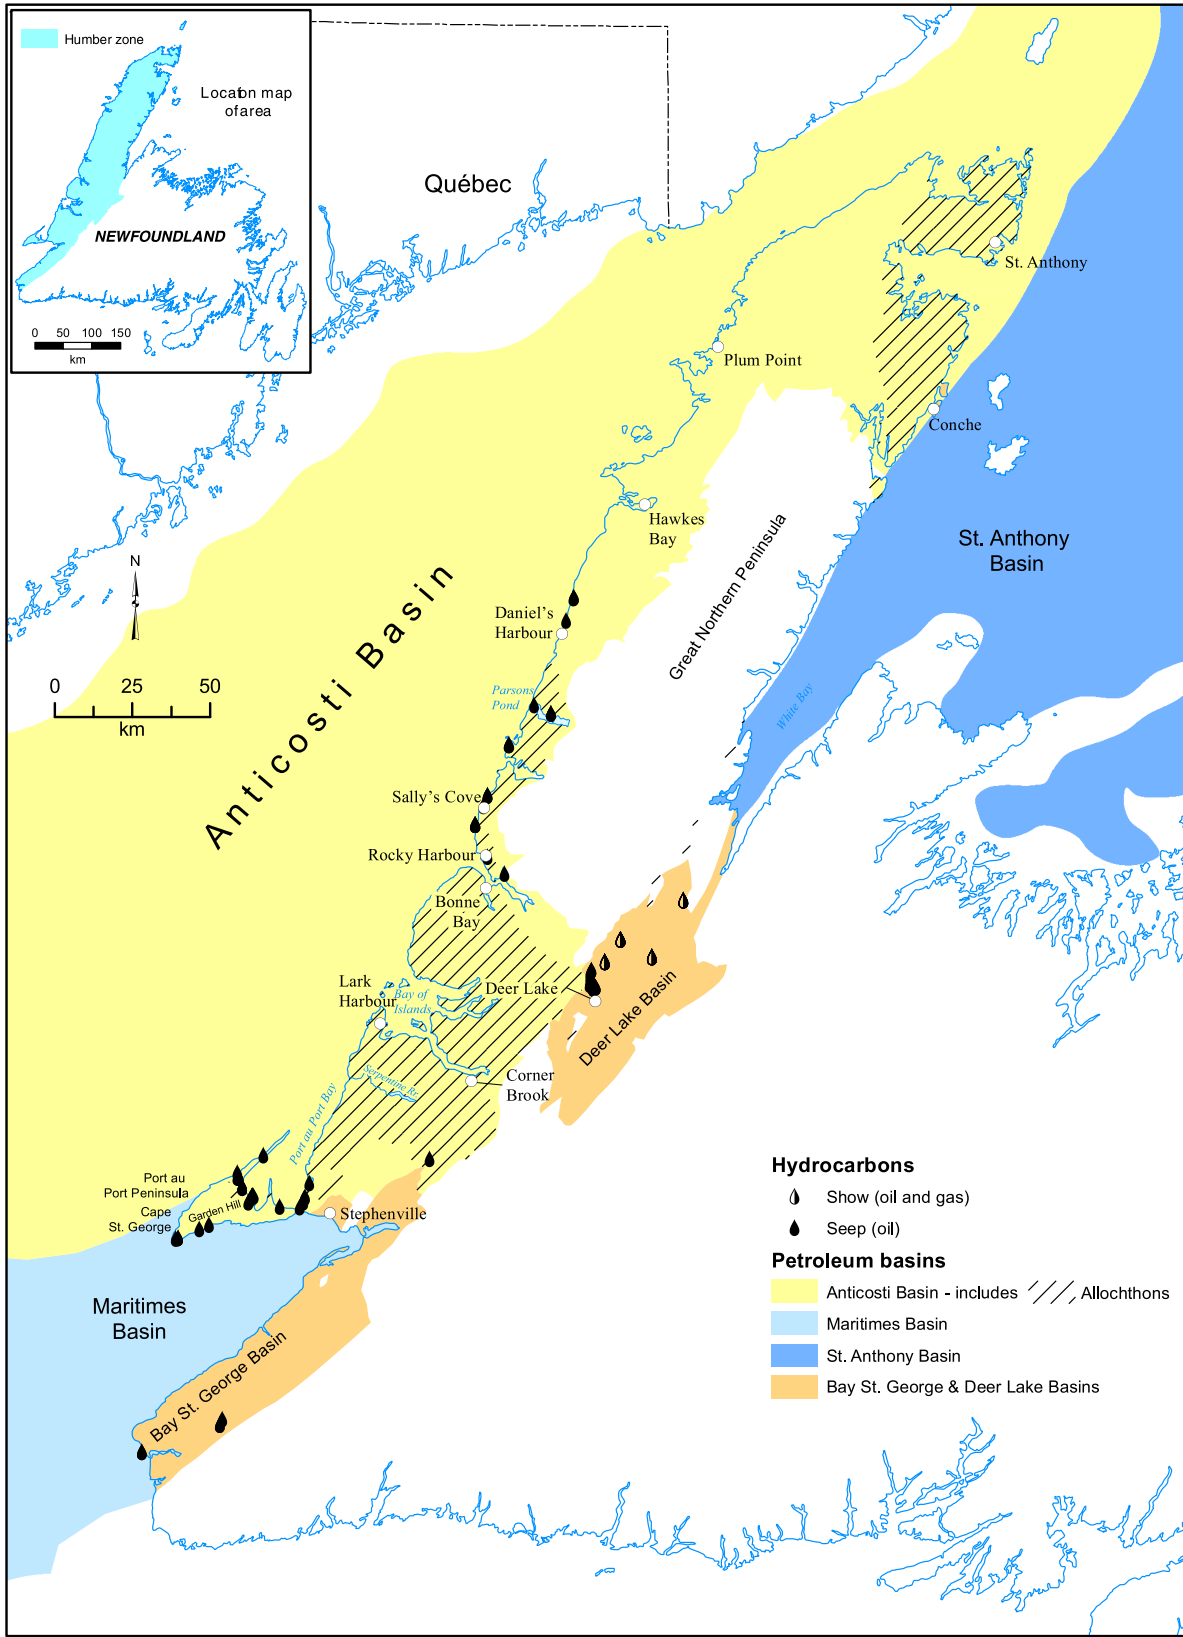 Humber zone
Location map
of area
NEWFOUNDLAND
0 50 100 150
km
Québec
St. Anthony
Plum Point
Conche
Hawkes
Bay
St. Anthony
Basin
N
Great Northern Peninsula
Anticosti Basin
Daniel's
Harbour
0 25 50
km
Parsons
Pond
White Bay
Sally's Cove
Rocky Harbour
Bonne
Bay
Lark
Harbour
Bay of
Islands
Deer Lake
Deer Lake Basin
Corner
Brook
Serpentine Rr.
Port au Port Bay
Port au
Port Peninsula
Cape
St. George
Garden Hill
Stephenville
Maritimes
Basin
Bay St. George Basin
Hydrocarbons
Show (oil and gas)
Seep (oil)
Petroleum basins
Anticosti Basin - includes Allochthons
Maritimes Basin
St. Anthony Basin
Bay St. George & Deer Lake Basins